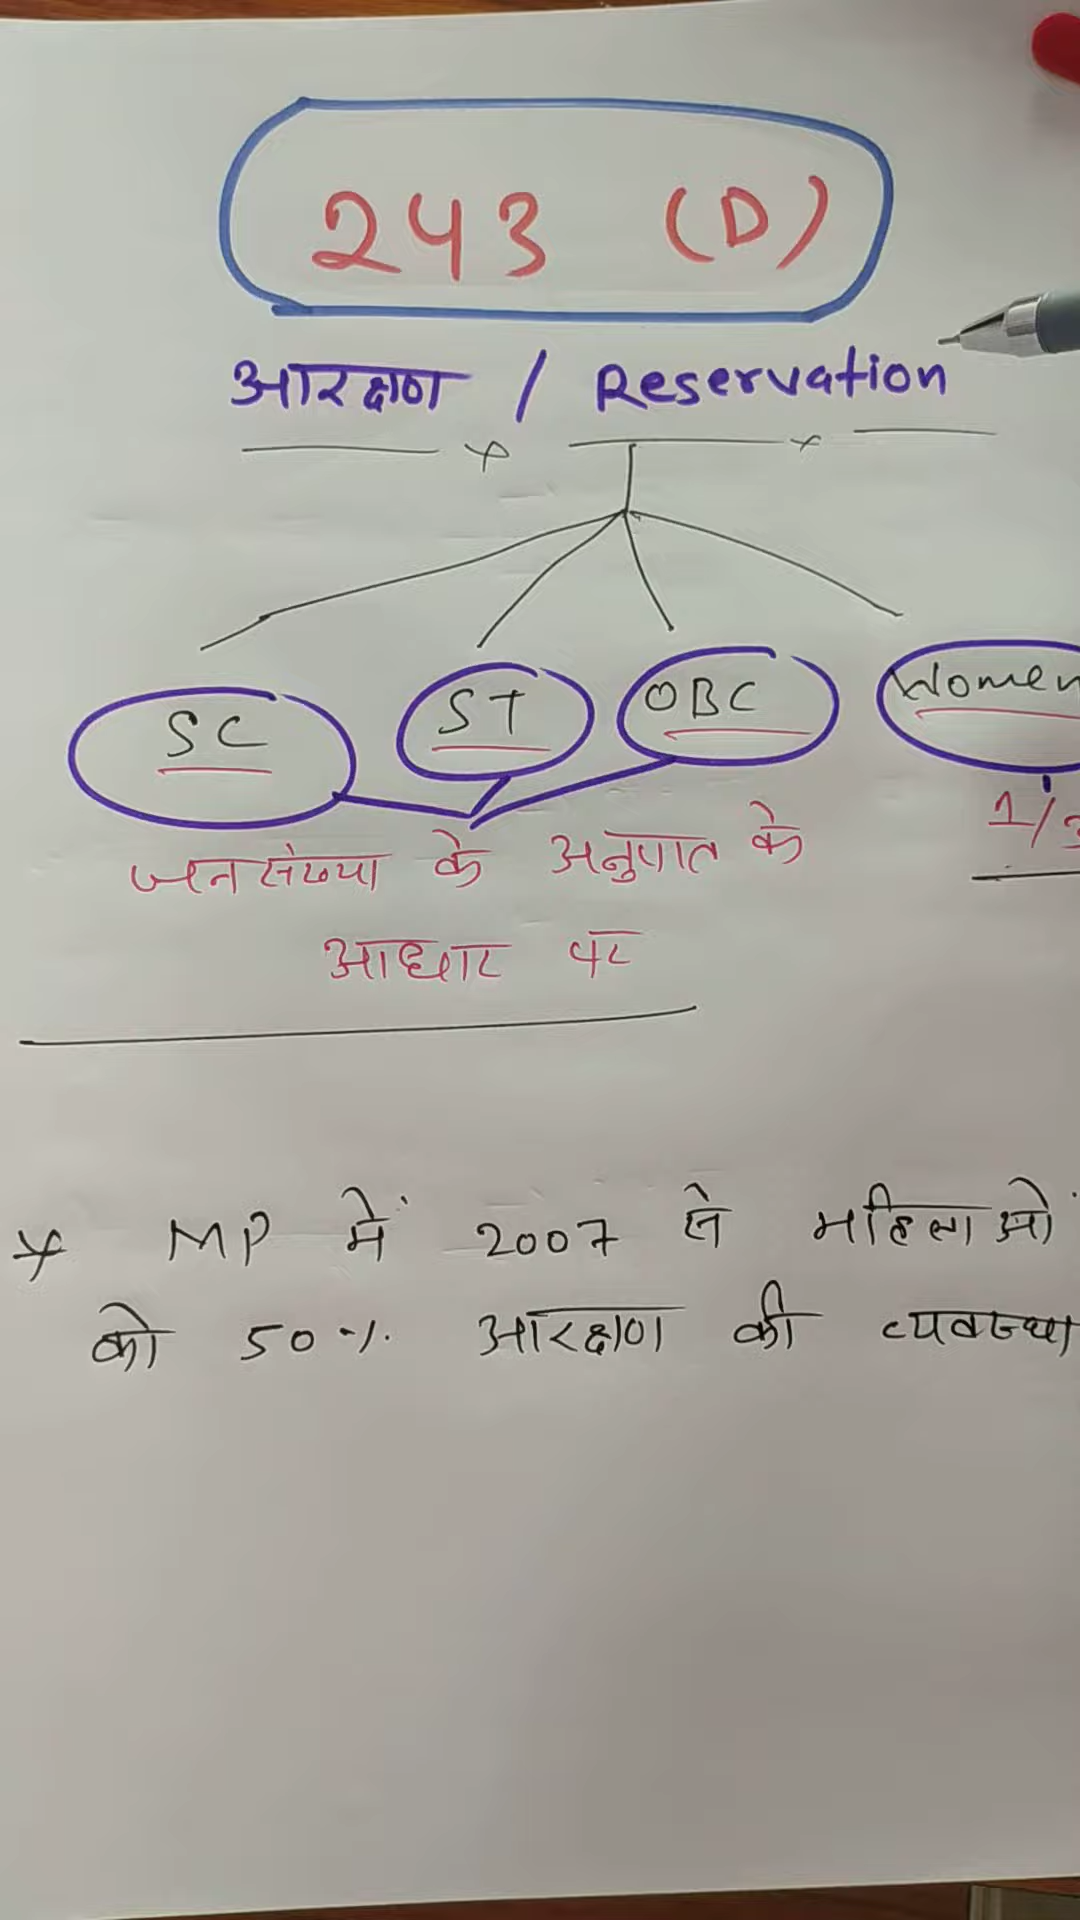 243 (D)
आरक्षण / Reservation
SC ST OBC Women
जनसंख्या के अनुपात के 1/3
आधार पर
* MP में 2007 से महिलाओं
को 50% आरक्षण की व्यवस्था